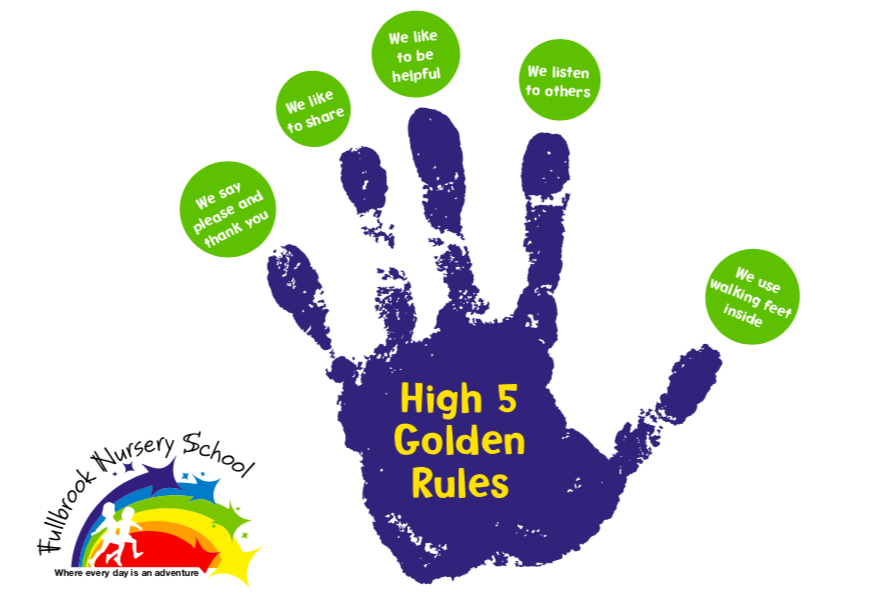 We like
to be
helpful
We listen
to others
We like
to share
We say
please and
thank you
We use
walking feet
inside
High 5
Golden
Rules
Fullbrook Nursery School
Where every day is an adventure